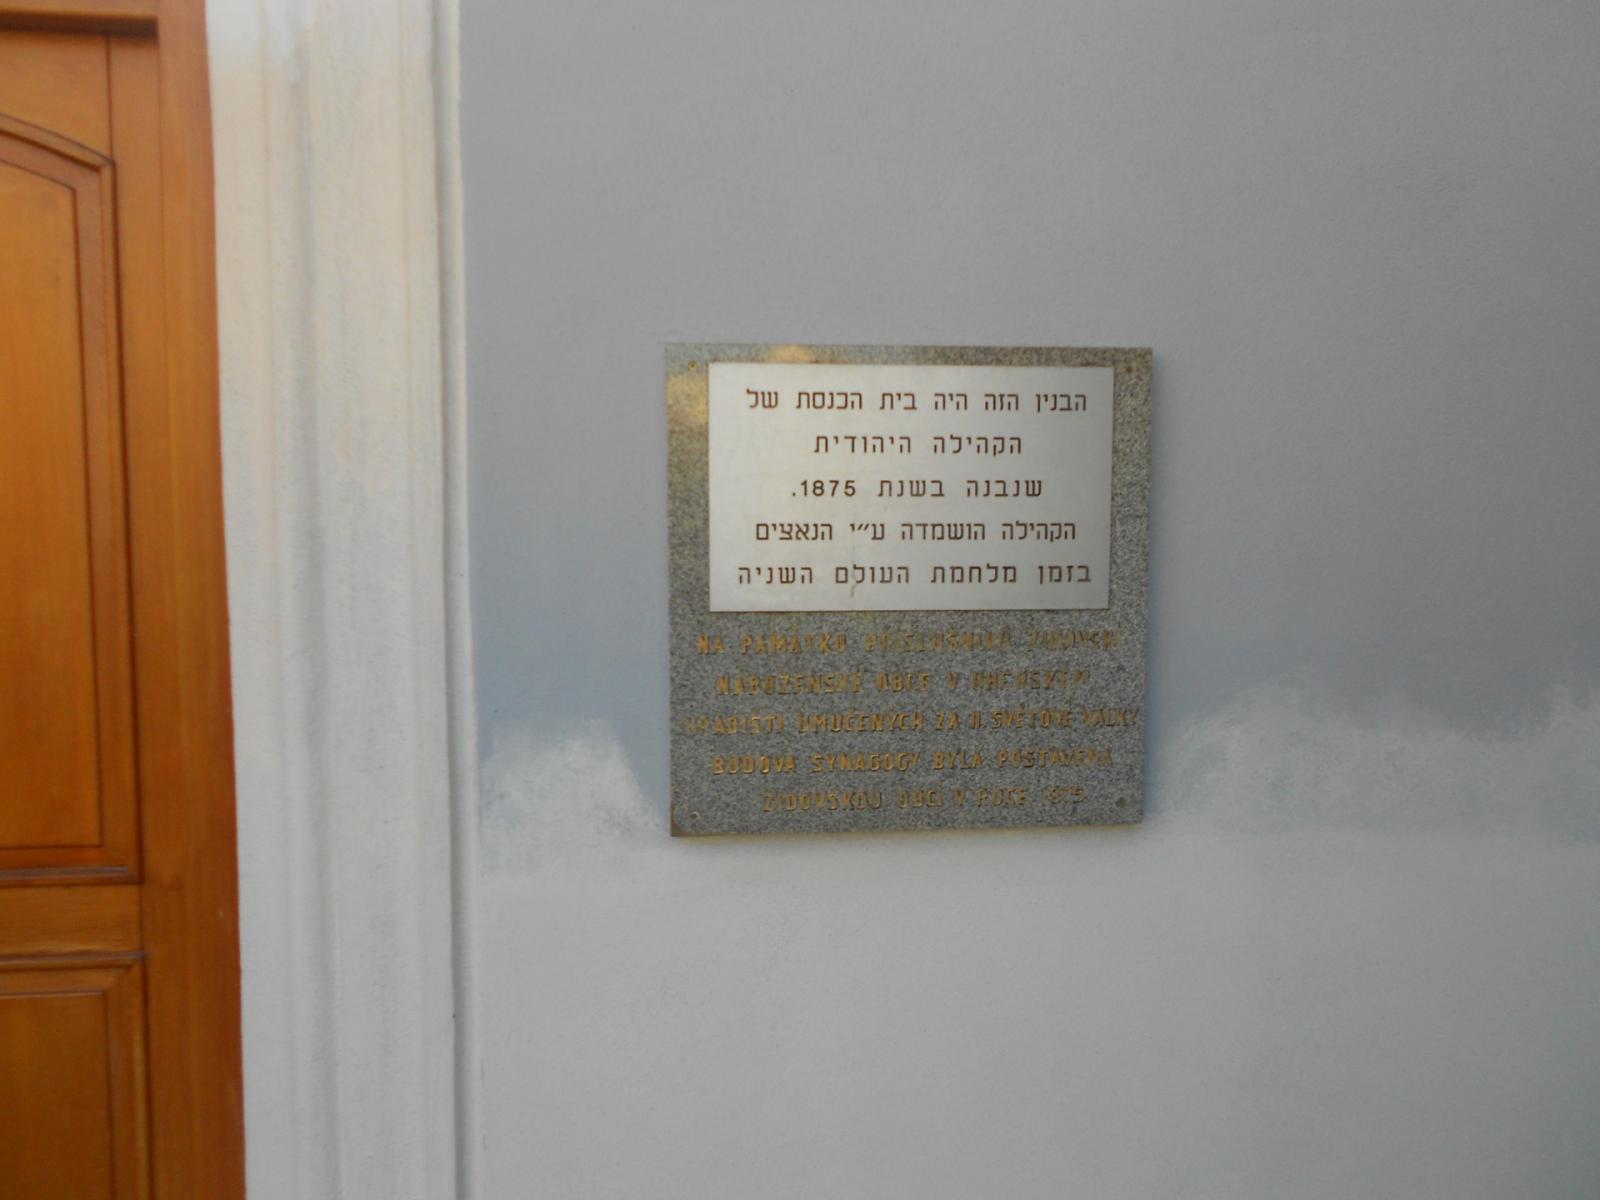 הבנין הזה היה בית הכנסת של
הקהילה היהודית
שנבנה בשנת 1875.
הקהילה הושמדה ע״י הנאצים
בזמן מלחמת העולם השניה
NA PAMÁTKU PŘÍSLUŠNÍKŮ ŽIDOVSKÉ
NÁBOŽENSKÉ OBCE V UHERSKÉM
HRADIŠTI UMUČENÝCH ZA II. SVĚTOVÉ VÁLKY
BUDOVA SYNAGOGY BYLA POSTAVENA
ŽIDOVSKOU OBCÍ V ROCE 1875